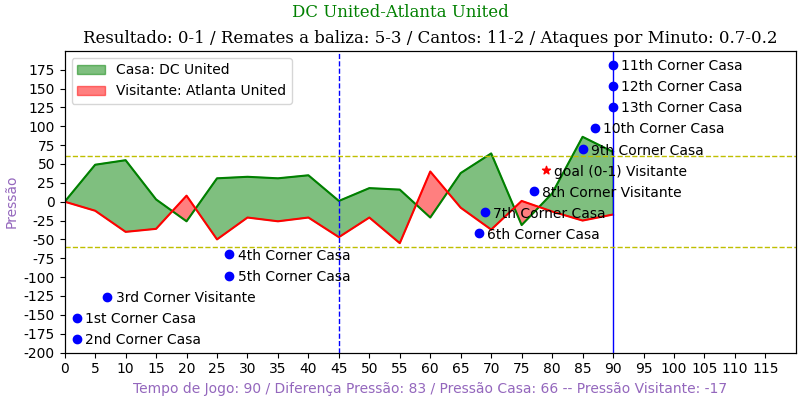 DC United-Atlanta United
Resultado: 0-1 / Remates a baliza: 5-3 / Cantos: 11-2 / Ataques por Minuto: 0.7-0.2
Casa: DC United
Visitante: Atlanta United
Pressão
175
150
125
100
75
50
25
0
-25
-50
-75
-100
-125
-150
-175
-200
11th Corner Casa
12th Corner Casa
13th Corner Casa
10th Corner Casa
9th Corner Casa
goal (0-1) Visitante
8th Corner Visitante
7th Corner Casa
6th Corner Casa
4th Corner Casa
5th Corner Casa
3rd Corner Visitante
1st Corner Casa
2nd Corner Casa
0 5 10 15 20 25 30 35 40 45 50 55 60 65 70 75 80 85 90 95 100 105 110 115
Tempo de Jogo: 90 / Diferença Pressão: 83 / Pressão Casa: 66 -- Pressão Visitante: -17